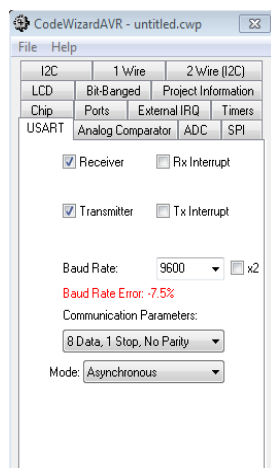 CodeWizardAVR - untitled.cwp
File Help
I2C 1 Wire 2 Wire (I2C)
LCD Bit-Banged Project Information
Chip Ports External IRQ Timers
USART Analog Comparator ADC SPI
Receiver Rx Interrupt
Transmitter Tx Interrupt
Baud Rate: 9600 x2
Baud Rate Error: -7.5%
Communication Parameters:
8 Data, 1 Stop, No Parity
Mode: Asynchronous